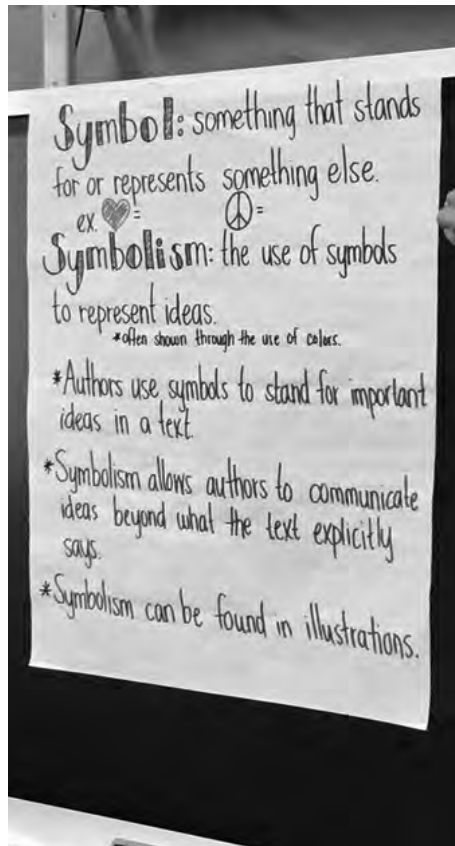 Symbol: something that stands
for or represents something else.
ex. ♥= ☮=
Symbolism: the use of symbols
to represent ideas.
*often shown through the use of colors.
*Authors use symbols to stand for important
ideas in a text.
*Symbolism allows authors to communicate
ideas beyond what the text explicitly
says.
*Symbolism can be found in illustrations.